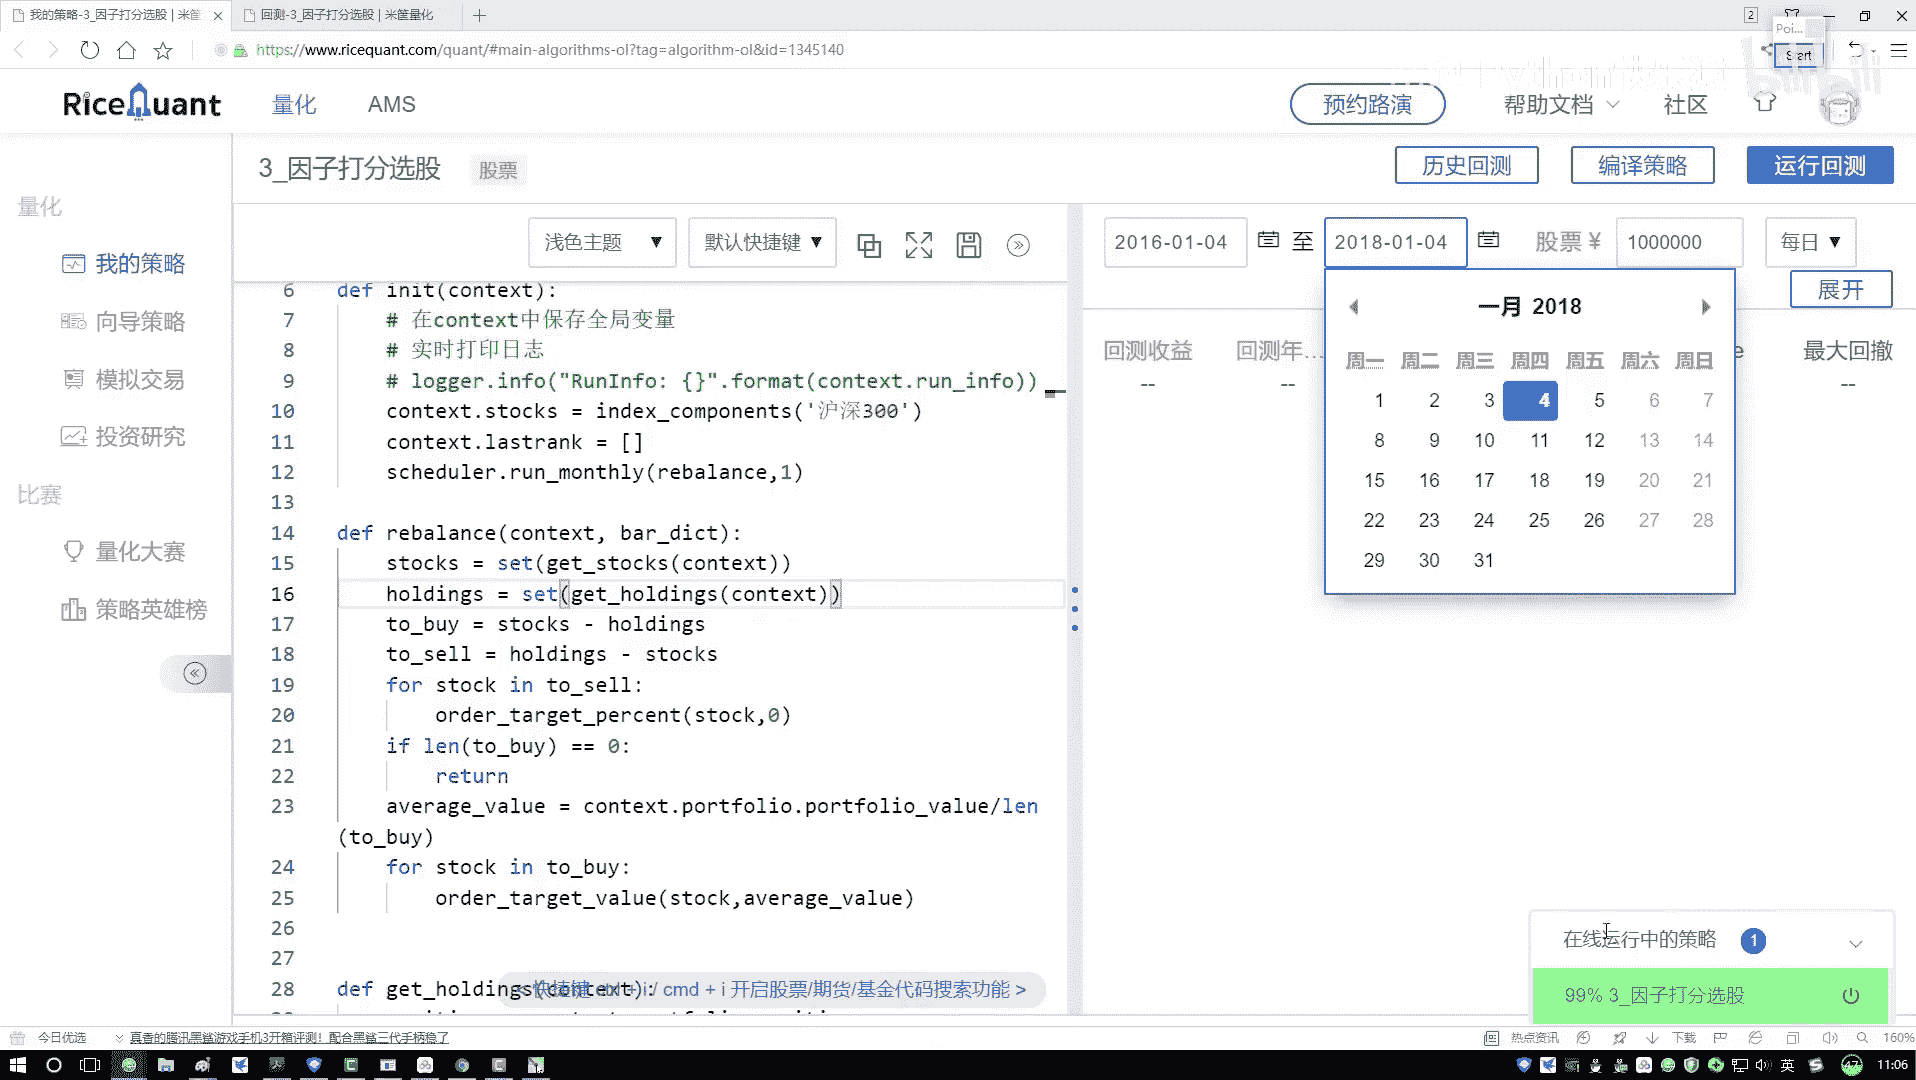 我的策略-3_因子打分选股 | 米筐
回测-3_因子打分选股 | 米筐量化
2
Poi...
Start
https://www.ricequant.com/quant/#main-algorithms-ol?tag=algorithm-ol&id=1345140
RiceQuant
量化
AMS
预约路演
帮助文档
社区
3_因子打分选股
股票
历史回测
编译策略
运行回测
量化
我的策略
向导策略
模拟交易
投资研究
比赛
量化大赛
策略英雄榜
浅色主题 ▼
默认快捷键 ▼
2016-01-04
至
2018-01-04
股票 ¥
1000000
每日 ▼
展开
回测收益
回测年...
e
最大回撤
--
--
--
一月 2018
周一 周二 周三 周四 周五 周六 周日
1 2 3 4 5 6 7
8 9 10 11 12 13 14
15 16 17 18 19 20 21
22 23 24 25 26 27 28
29 30 31
6 def init(context):
7 # 在context中保存全局变量
8 # 实时打印日志
9 # logger.info("RunInfo: {}".format(context.run_info))
10 context.stocks = index_components('沪深300')
11 context.lastrank = []
12 scheduler.run_monthly(rebalance,1)
13
14 def rebalance(context, bar_dict):
15 stocks = set(get_stocks(context))
16 holdings = set(get_holdings(context))
17 to_buy = stocks - holdings
18 to_sell = holdings - stocks
19 for stock in to_sell:
20 order_target_percent(stock,0)
21 if len(to_buy) == 0:
22 return
23 average_value = context.portfolio.portfolio_value/len
(to_buy)
24 for stock in to_buy:
25 order_target_value(stock,average_value)
26
27
28 def get_holdings(context):
快捷键 ctrl + i / cmd + i 开启股票/期货/基金代码搜索功能 >
在线运行中的策略 1
99% 3_因子打分选股
今日优选
真香的腾讯黑鲨游戏手机3开箱评测！配合黑鲨三代手柄稳了
热点资讯
下载
160%
英
47
11:06